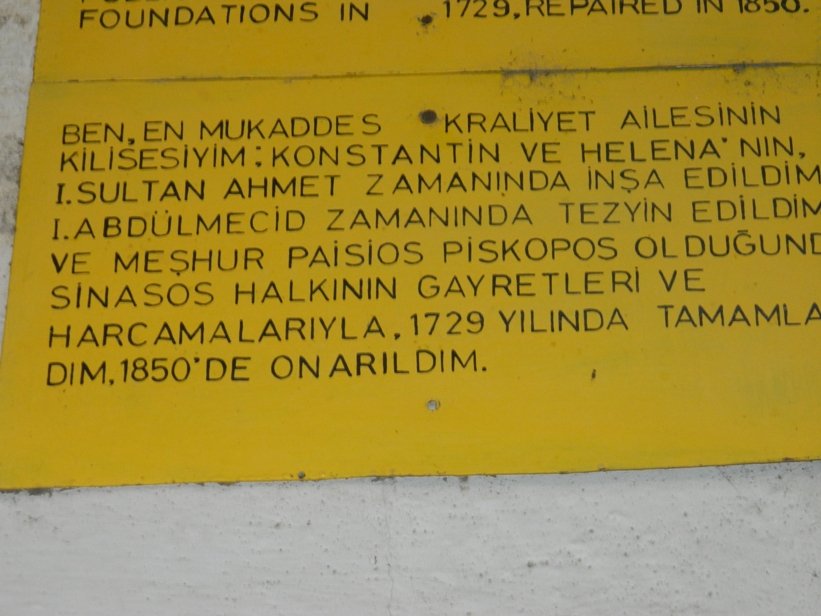 FOUNDATIONS IN 1729, REPAIRED IN 1850.
BEN, EN MUKADDES KRALİYET AİLESİNİN
KİLİSESİYİM; KONSTANTİN VE HELENA'NIN,
I. SULTAN AHMET ZAMANINDA İNŞA EDİLDİM
I. ABDÜLMECİD ZAMANINDA TEZYİN EDİLDİM
VE MEŞHUR PAİSİOS PİSKOPOS OLDUĞUND
SİNASOS HALKININ GAYRETLERİ VE
HARCAMALARIYLA, 1729 YILINDA TAMAMLA
DIM, 1850'DE ONARILDIM.